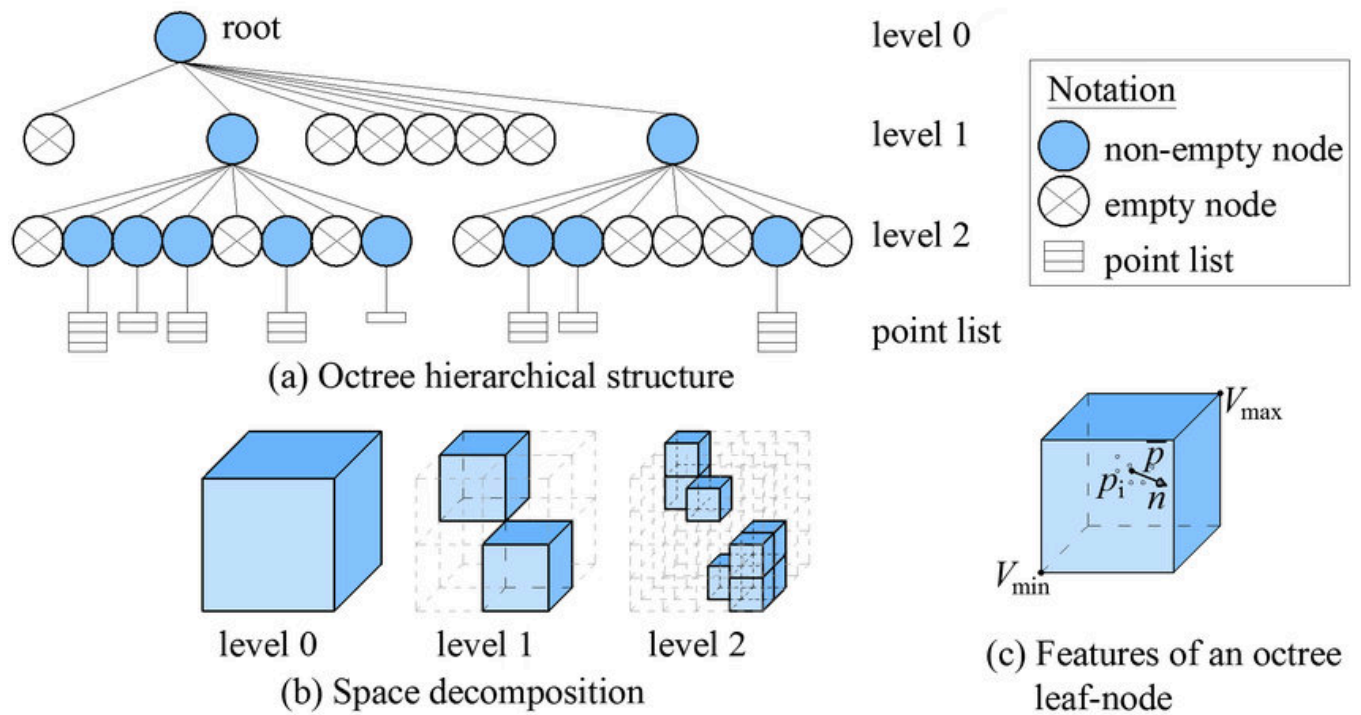 root
level 0
level 1
level 2
point list
Notation
non-empty node
empty node
point list
(a) Octree hierarchical structure
level 0
level 1
level 2
(b) Space decomposition
Vmax
p̅
pi
n
Vmin
(c) Features of an octree
leaf-node